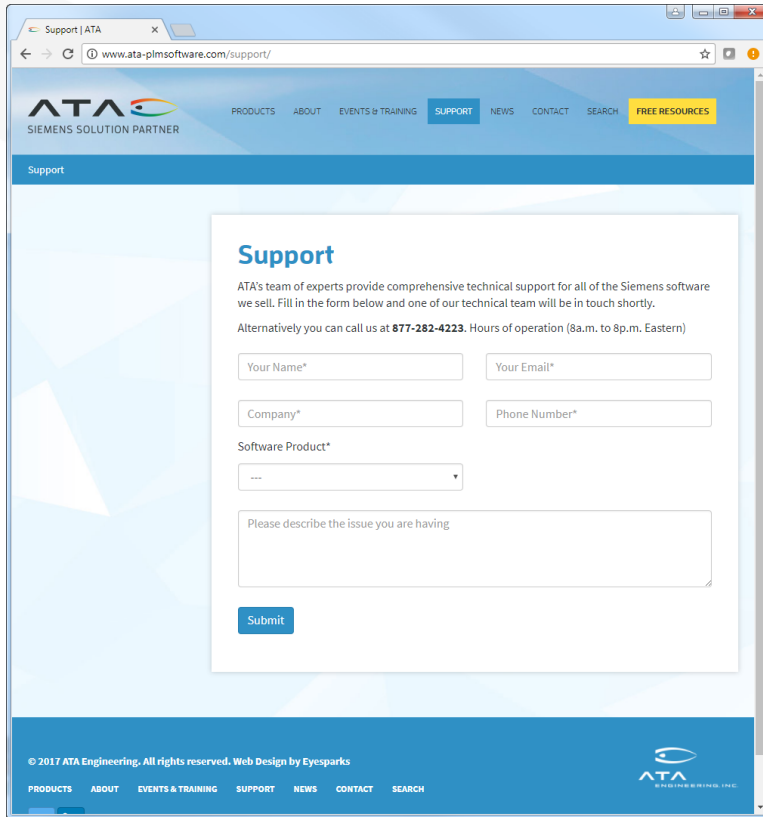 Support | ATA
www.ata-plmsoftware.com/support/
ATA
SIEMENS SOLUTION PARTNER
PRODUCTS ABOUT EVENTS & TRAINING SUPPORT NEWS CONTACT SEARCH FREE RESOURCES
Support
Support
ATA's team of experts provide comprehensive technical support for all of the Siemens software
we sell. Fill in the form below and one of our technical team will be in touch shortly.
Alternatively you can call us at 877-282-4223. Hours of operation (8a.m. to 8p.m. Eastern)
Your Name* Your Email*
Company* Phone Number*
Software Product*
---
Please describe the issue you are having
Submit
© 2017 ATA Engineering. All rights reserved. Web Design by Eyesparks
PRODUCTS ABOUT EVENTS & TRAINING SUPPORT NEWS CONTACT SEARCH
ATA
ENGINEERING, INC